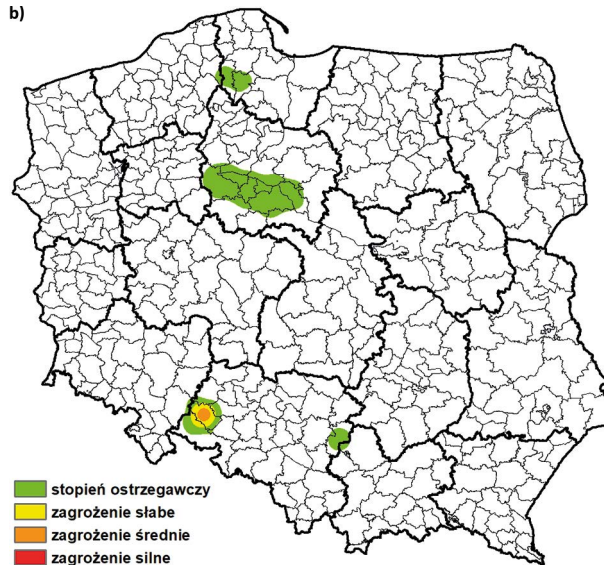 b)
stopień ostrzegawczy
zagrożenie słabe
zagrożenie średnie
zagrożenie silne